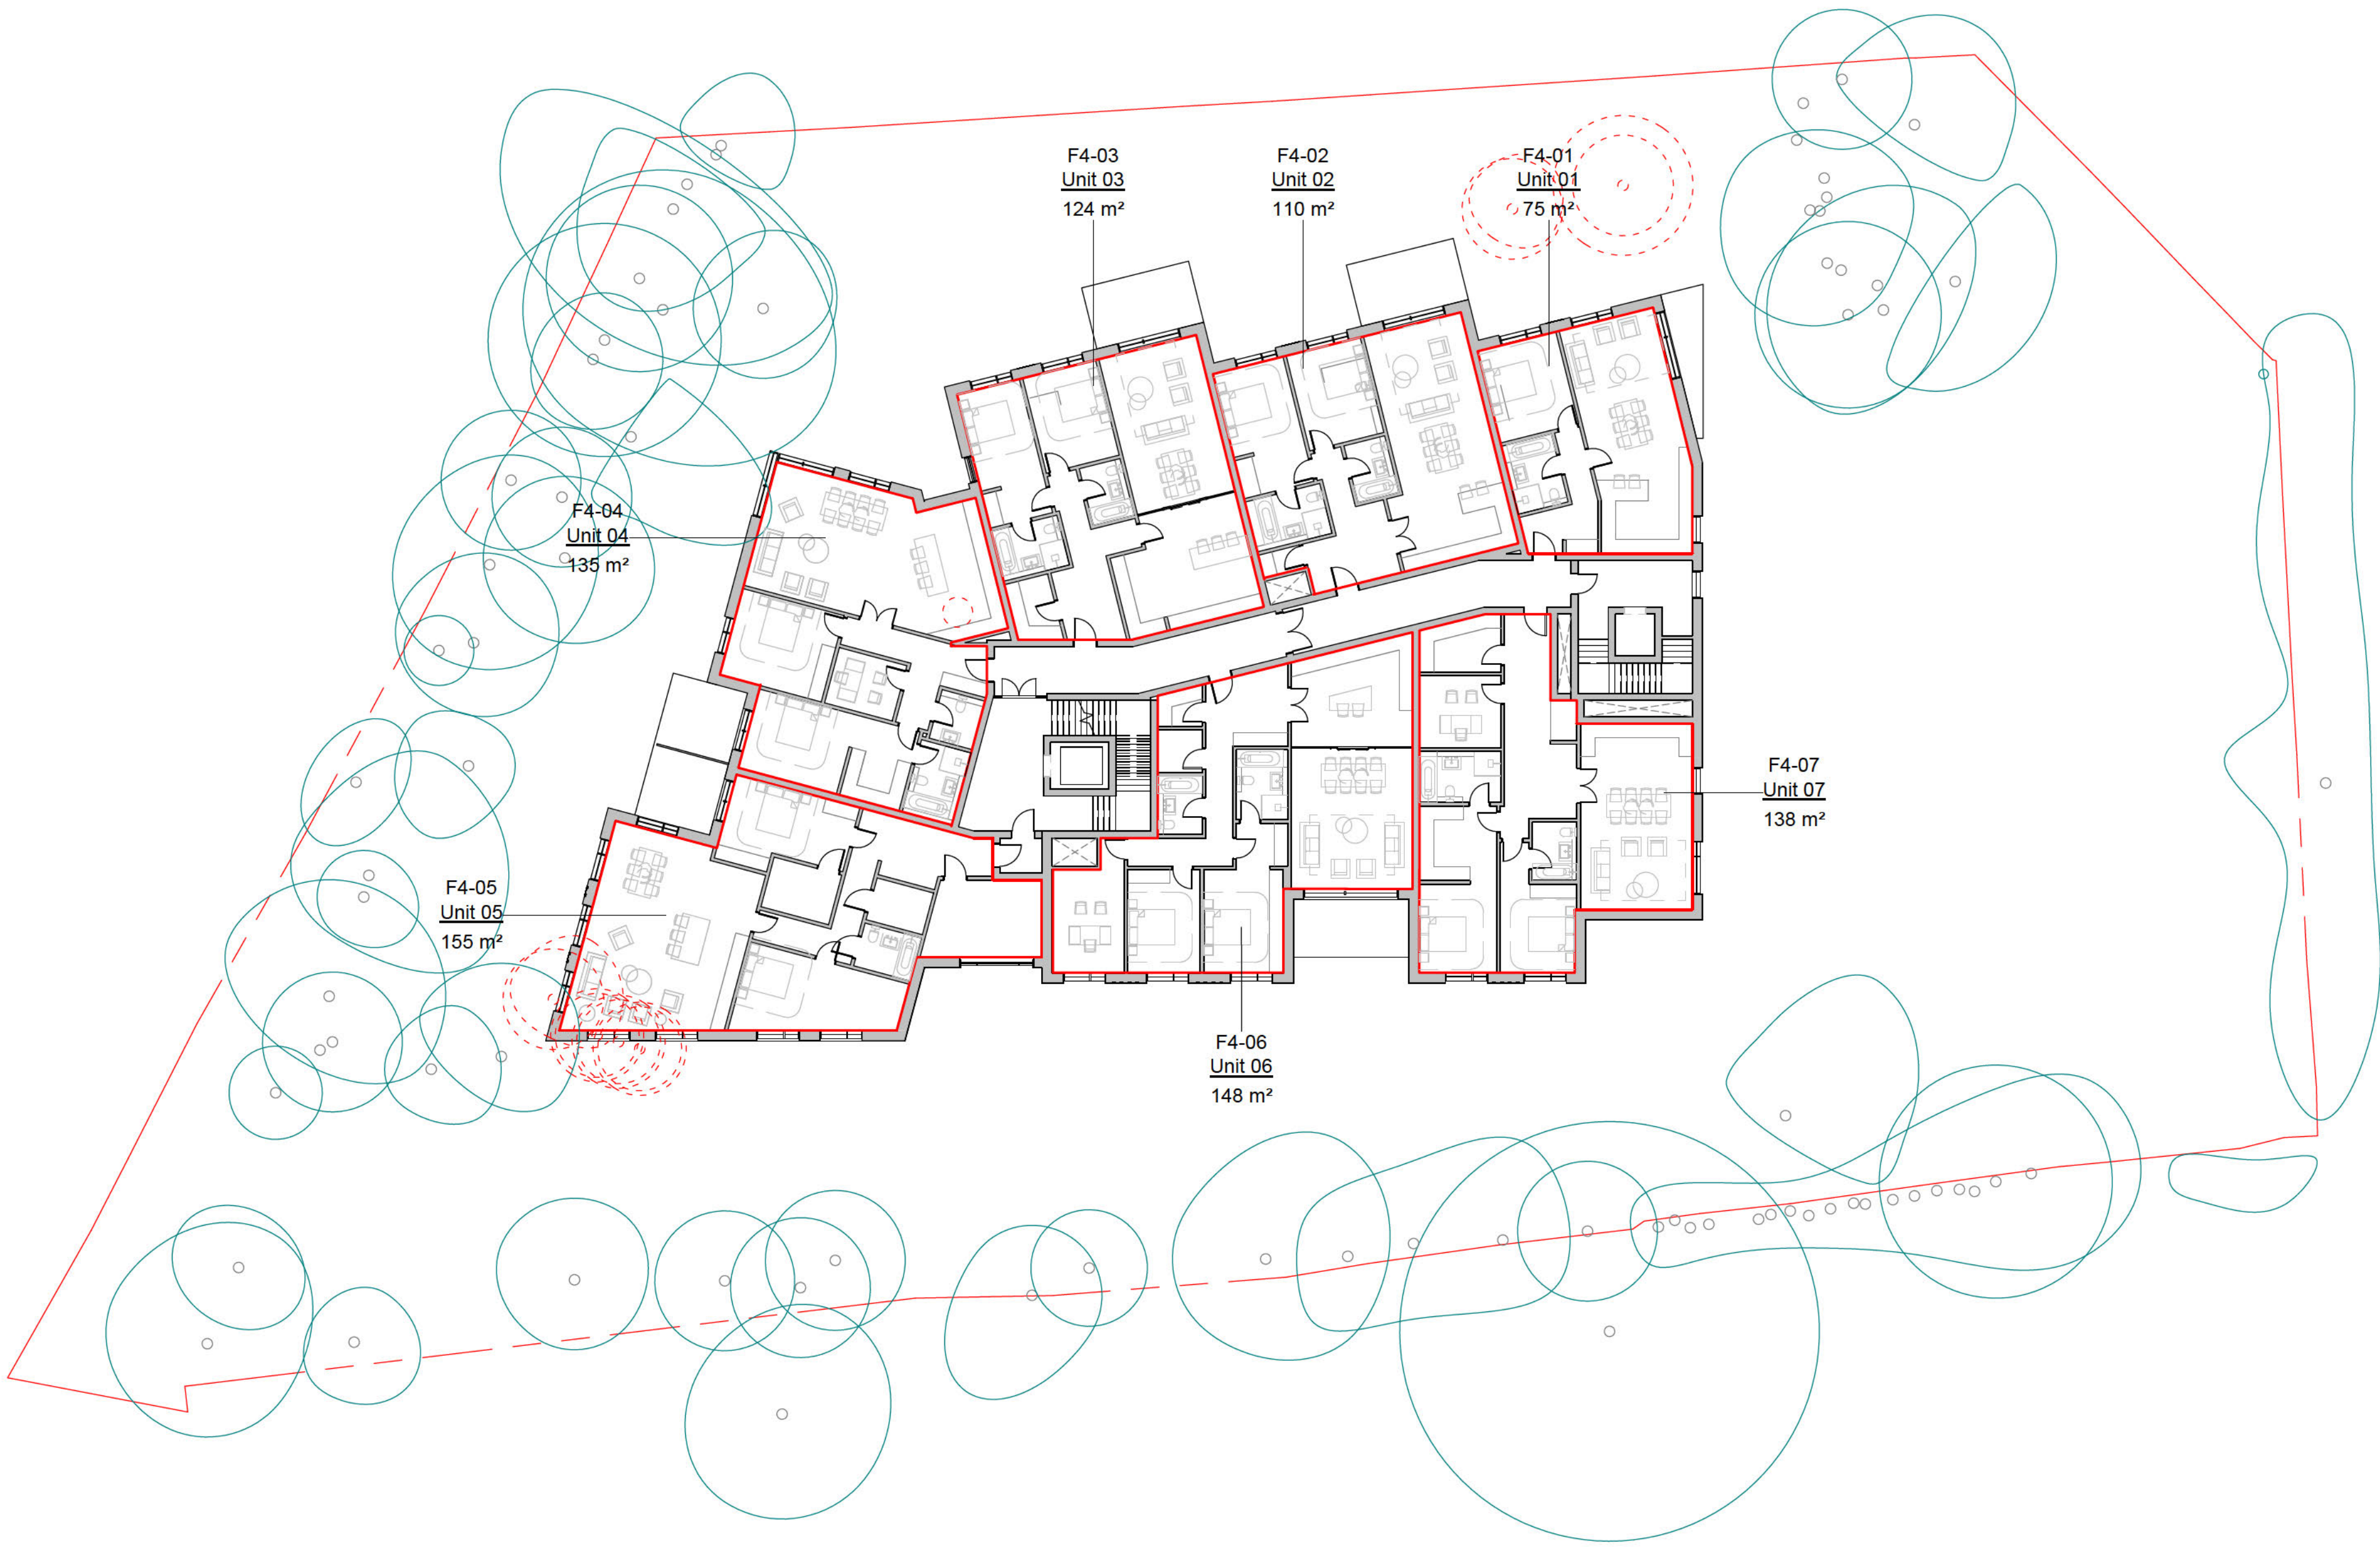 F4-03
Unit 03
124 m²
F4-02
Unit 02
110 m²
F4-01
Unit 01
75 m²
F4-04
Unit 04
135 m²
F4-07
Unit 07
138 m²
F4-05
Unit 05
155 m²
F4-06
Unit 06
148 m²